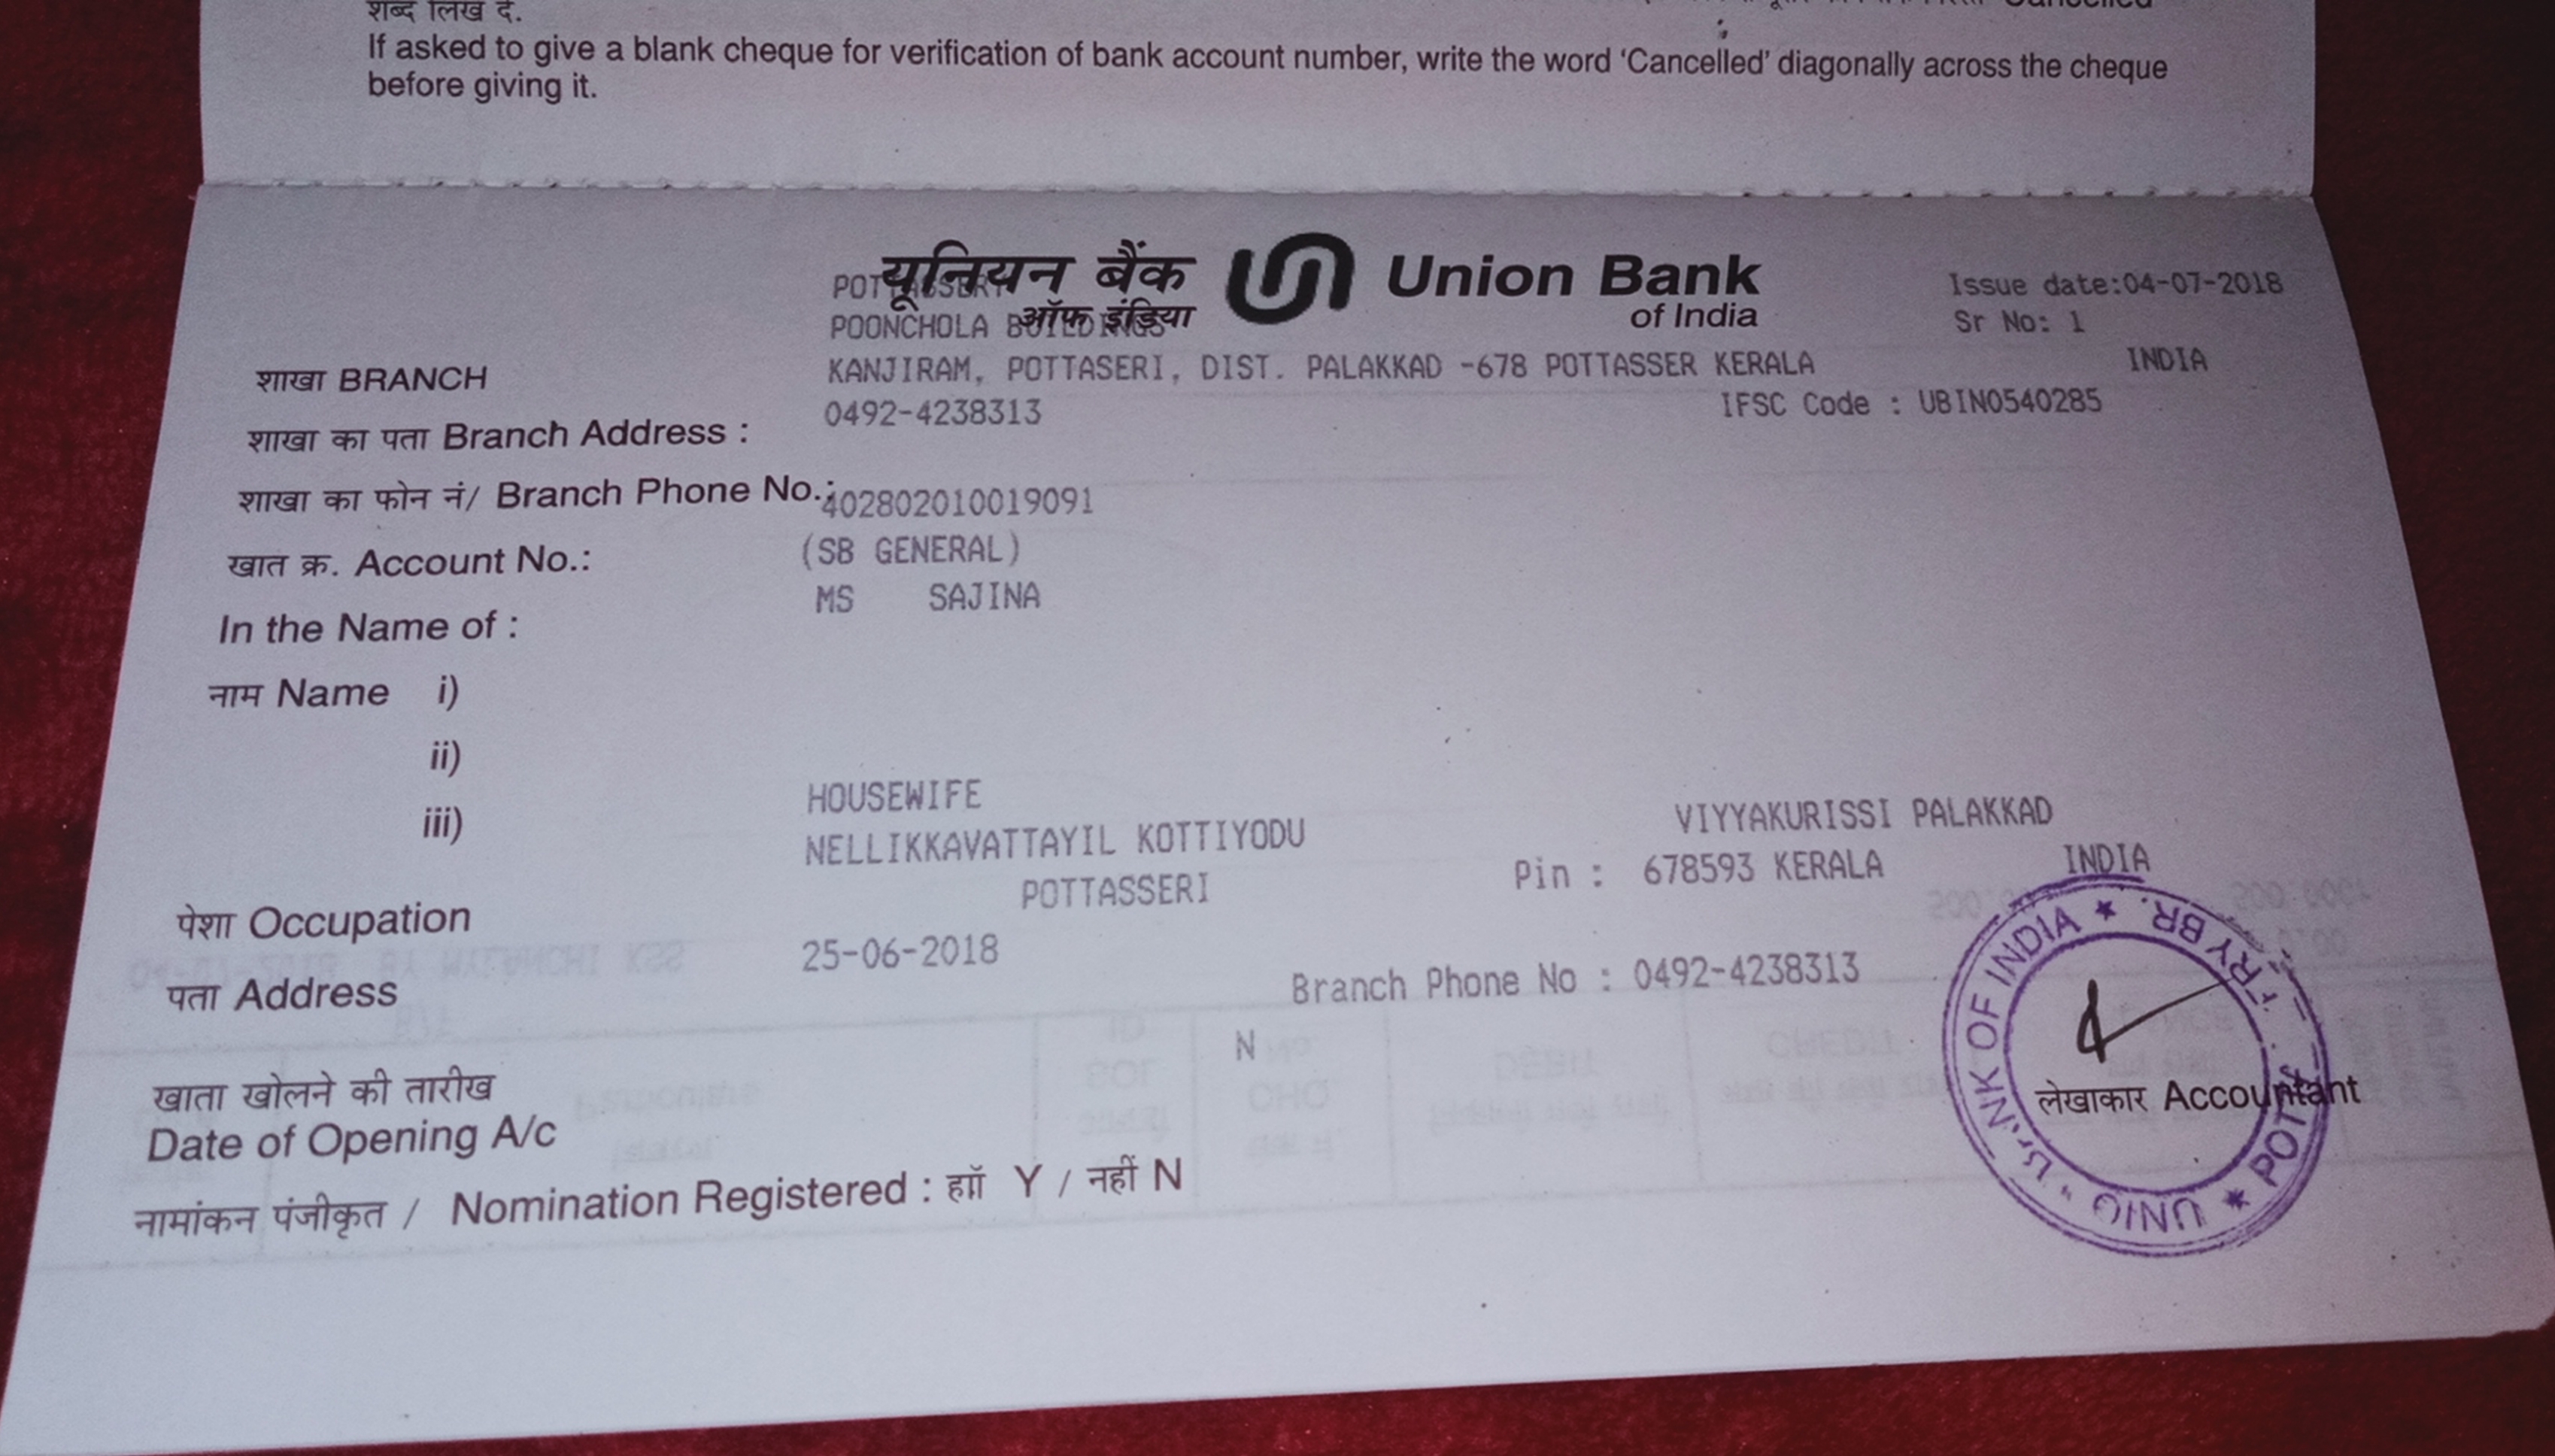 शब्द लिख दें.
If asked to give a blank cheque for verification of bank account number, write the word ‘Cancelled’ diagonally across the cheque
before giving it.
यूनियन बैंक Union Bank
ऑफ इंडिया of India
Issue date:04-07-2018
POTTASSERY
Sr No: 1
POONCHOLA BUILDINGS
शाखा BRANCH
KANJIRAM, POTTASERI, DIST. PALAKKAD -678 POTTASSER KERALA INDIA
0492-4238313 IFSC Code : UBIN0540285
शाखा का पता Branch Address :
शाखा का फोन नं/ Branch Phone No.:
402802010019091
खात क्र. Account No.:
(SB GENERAL)
MS SAJINA
In the Name of :
नाम Name i)
ii)
iii)
HOUSEWIFE
NELLIKKAVATTAYIL KOTTIYODU VIYYAKURISSI PALAKKAD
POTTASSERI Pin : 678593 KERALA INDIA
पेशा Occupation
25-06-2018
पता Address
Branch Phone No : 0492-4238313
N
खाता खोलने की तारीख
Date of Opening A/c
नामांकन पंजीकृत / Nomination Registered : हाॅं Y / नहीं N
लेखाकार Accountant
NK OF INDIA ★ RY BR.